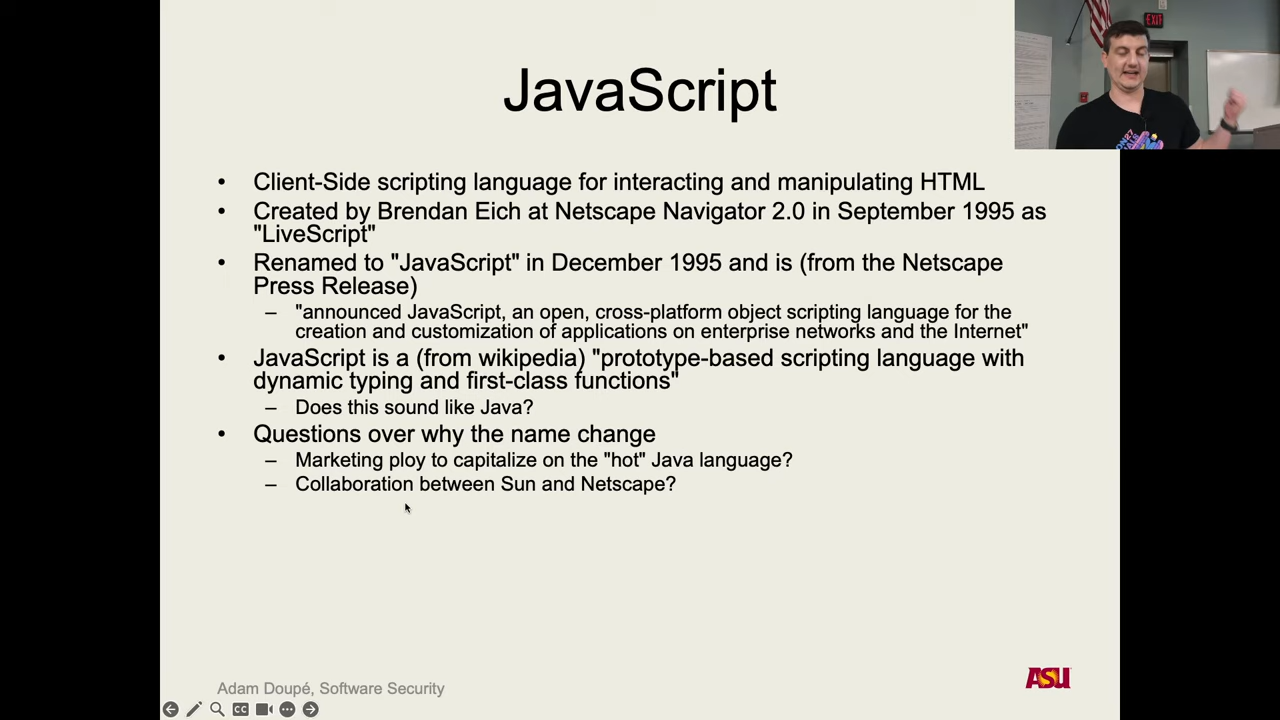 EXIT
JavaScript
• Client-Side scripting language for interacting and manipulating HTML
• Created by Brendan Eich at Netscape Navigator 2.0 in September 1995 as
"LiveScript"
• Renamed to "JavaScript" in December 1995 and is (from the Netscape
Press Release)
– "announced JavaScript, an open, cross-platform object scripting language for the
creation and customization of applications on enterprise networks and the Internet"
• JavaScript is a (from wikipedia) "prototype-based scripting language with
dynamic typing and first-class functions"
– Does this sound like Java?
• Questions over why the name change
– Marketing ploy to capitalize on the "hot" Java language?
– Collaboration between Sun and Netscape?
Adam Doupé, Software Security
ASU
CC